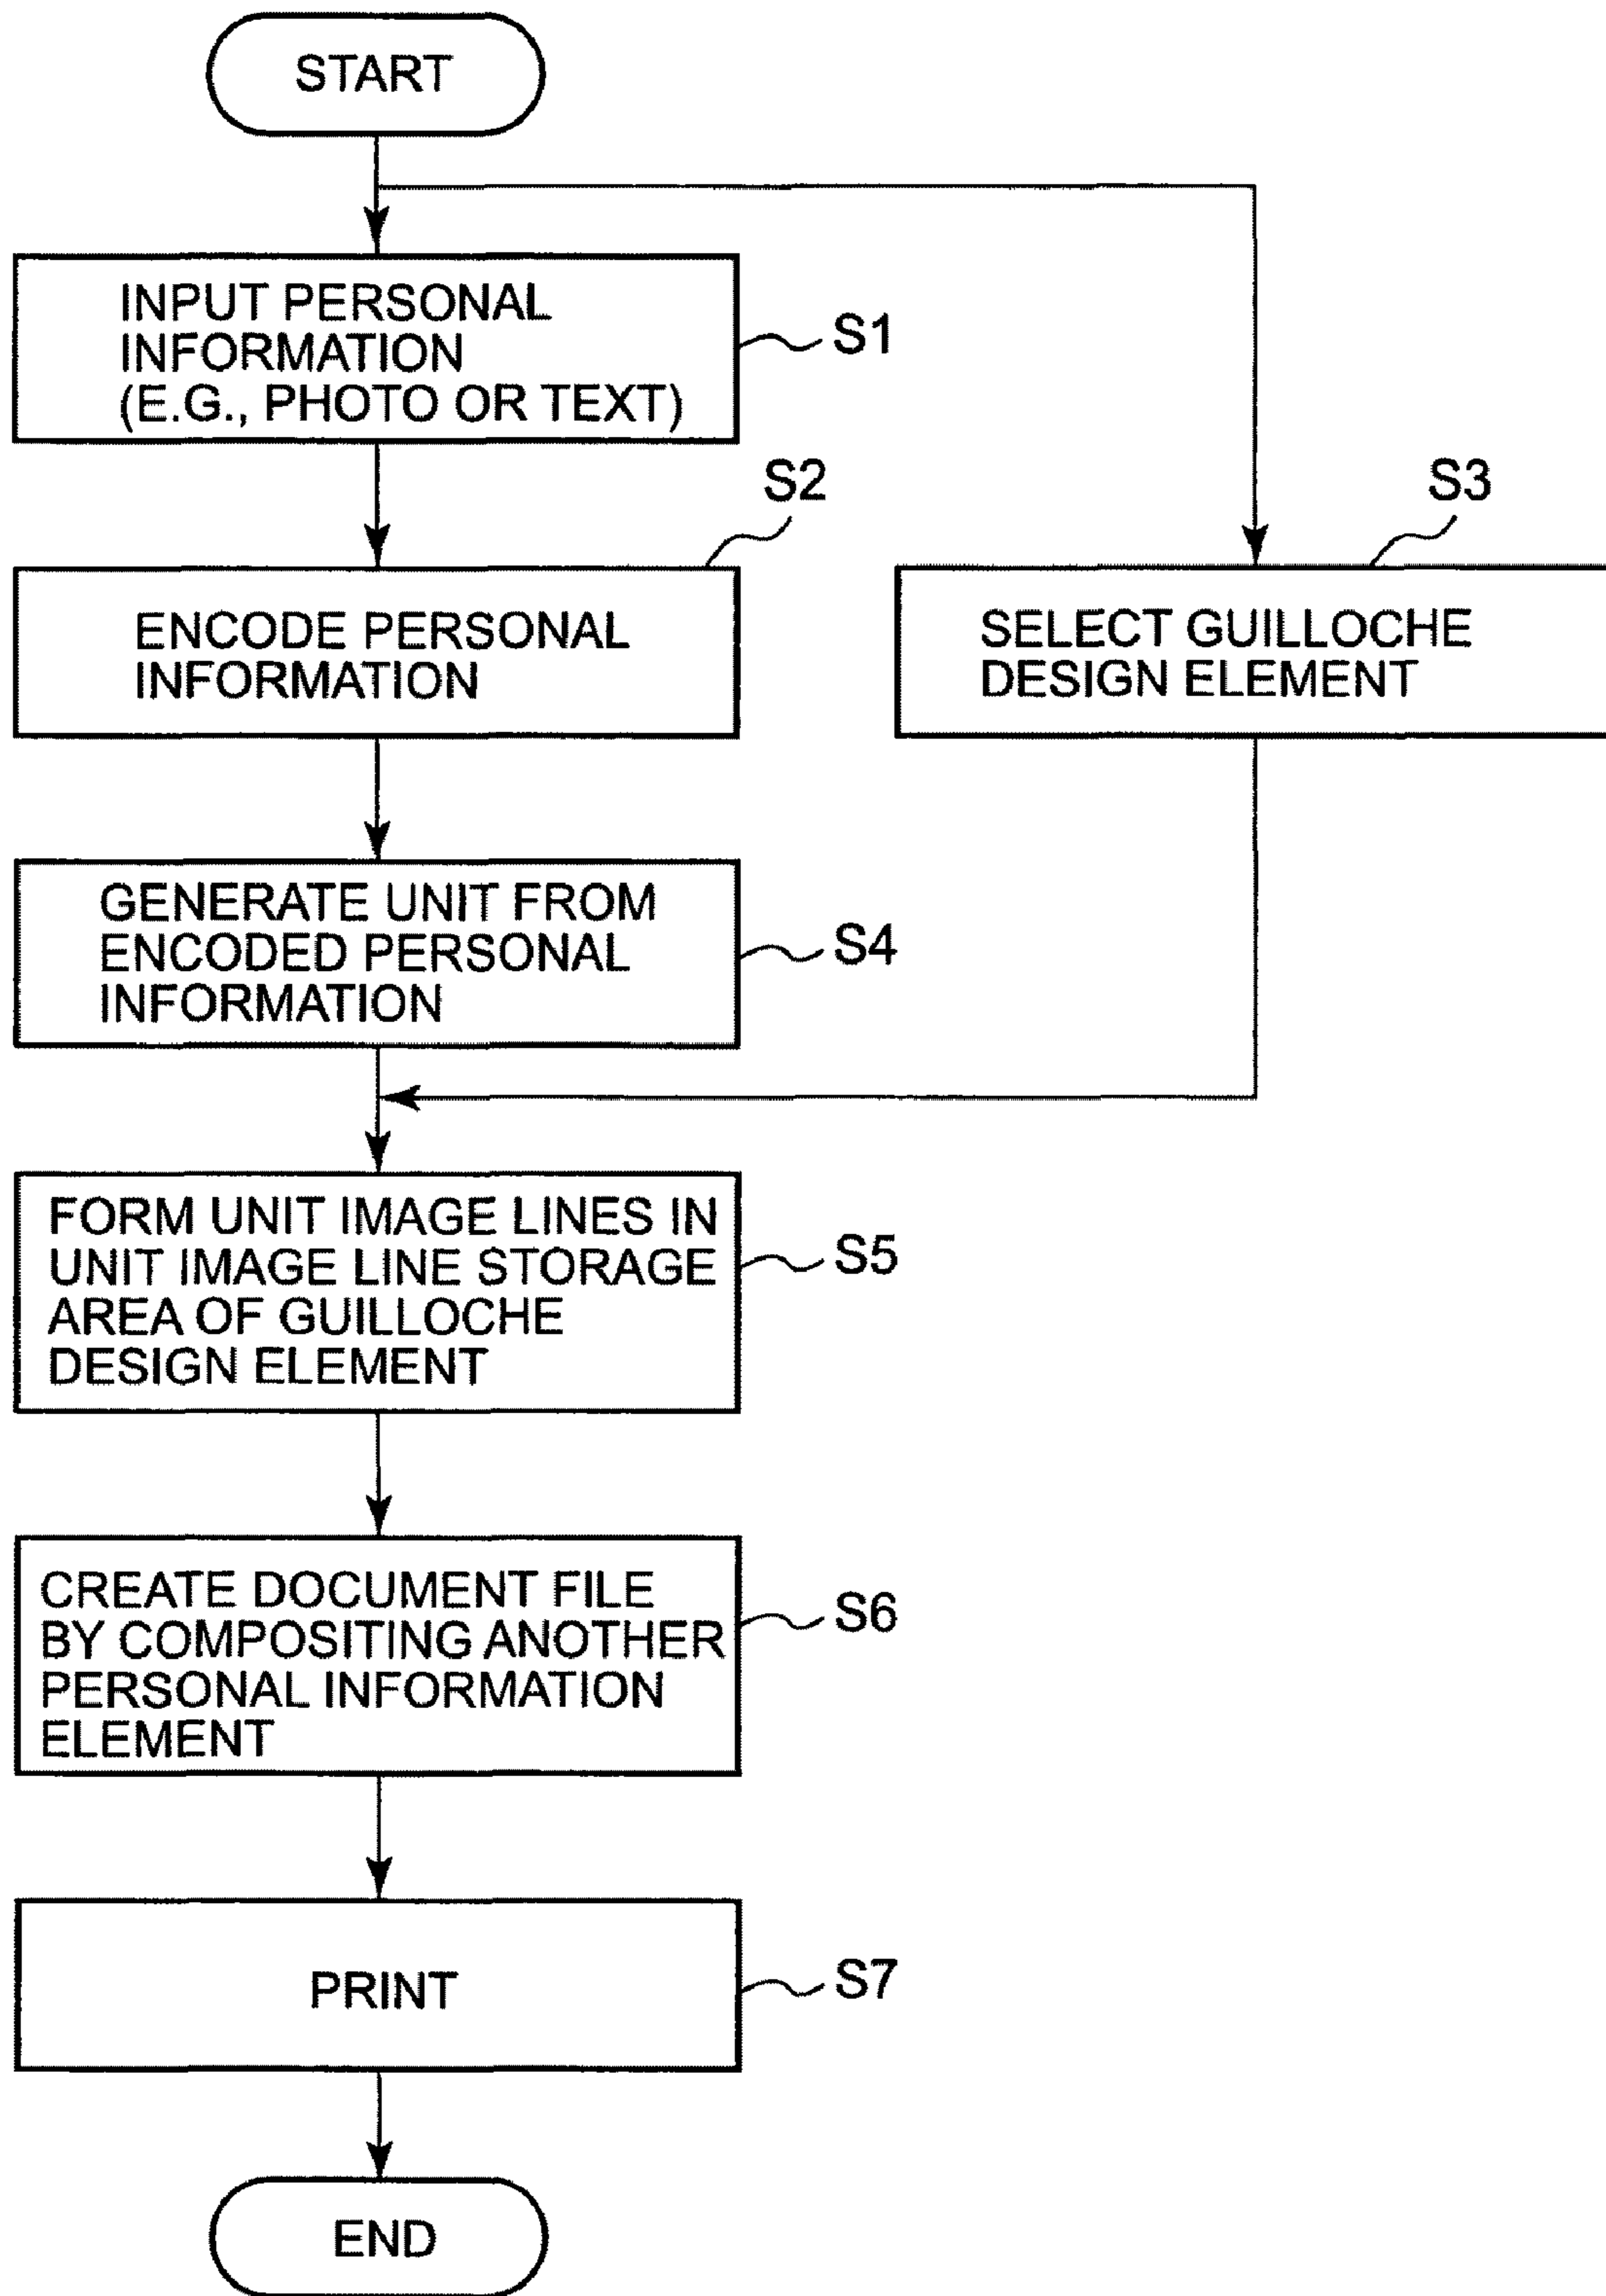 START
INPUT PERSONAL
INFORMATION
(E.G., PHOTO OR TEXT)
S1
S2
ENCODE PERSONAL
INFORMATION
S3
SELECT GUILLOCHE
DESIGN ELEMENT
GENERATE UNIT FROM
ENCODED PERSONAL
INFORMATION
S4
FORM UNIT IMAGE LINES IN
UNIT IMAGE LINE STORAGE
AREA OF GUILLOCHE
DESIGN ELEMENT
S5
CREATE DOCUMENT FILE
BY COMPOSITING ANOTHER
PERSONAL INFORMATION
ELEMENT
S6
PRINT
S7
END